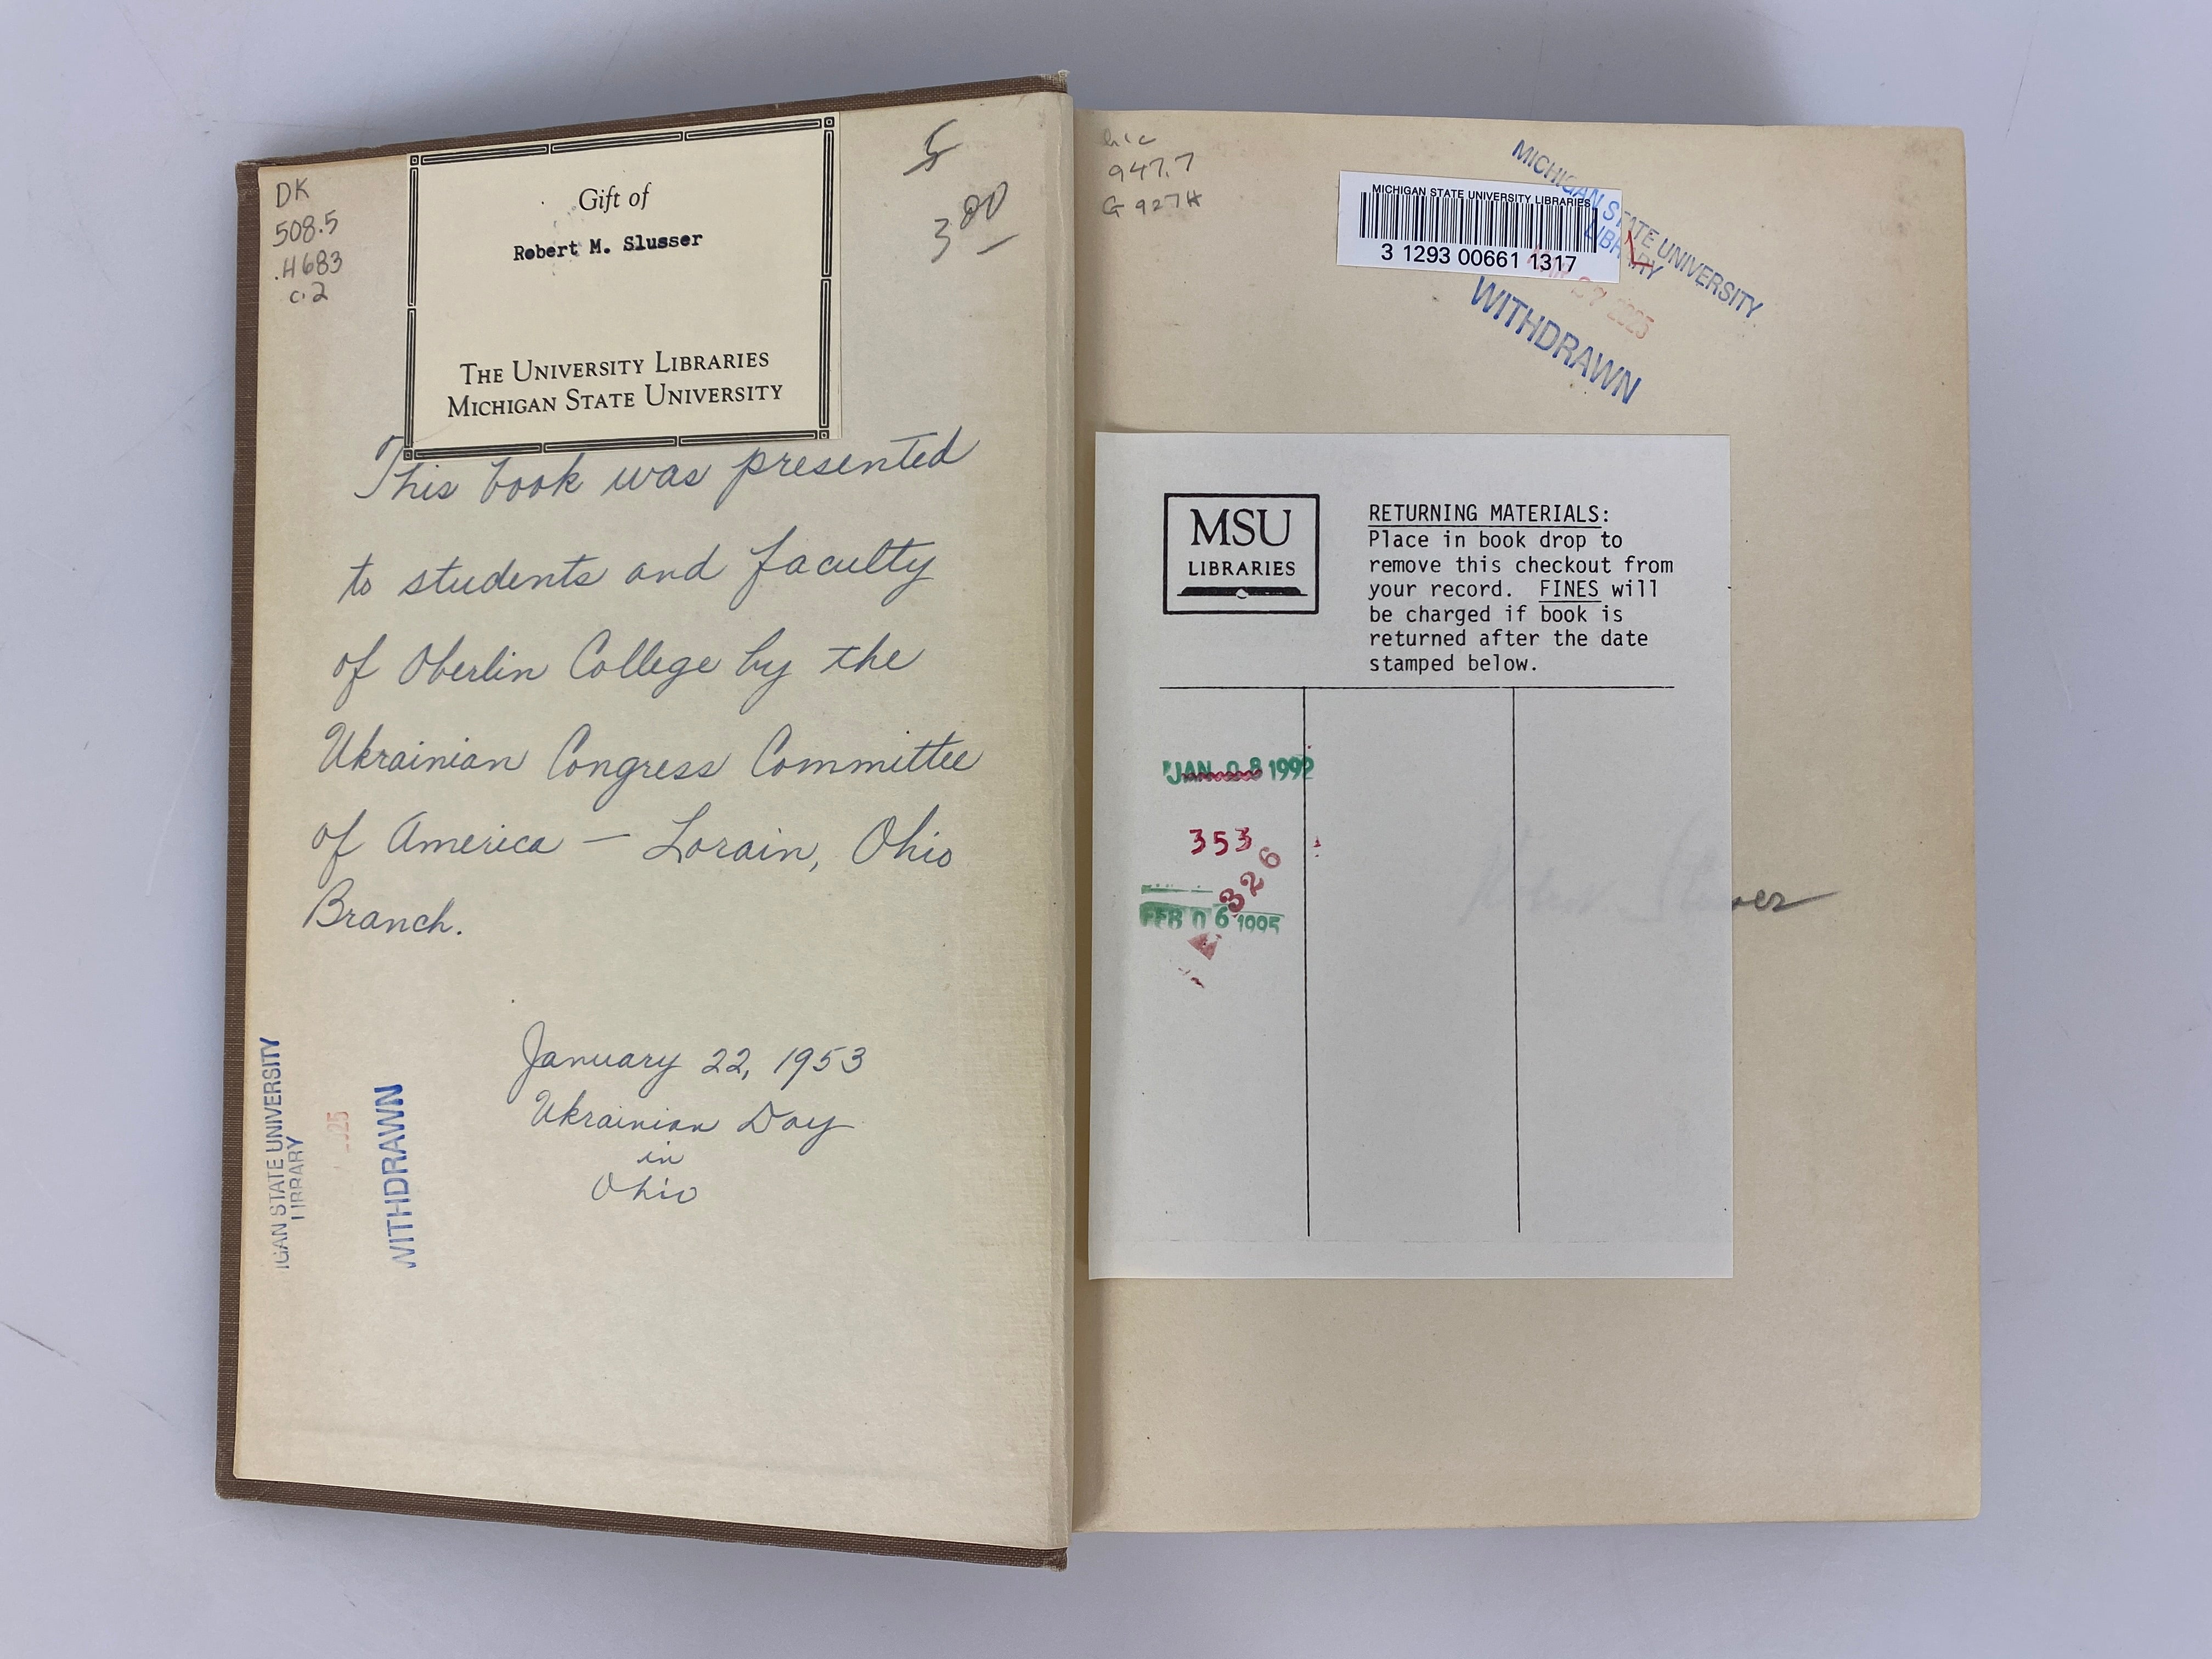 DK
508.5
.H683
c.2
Gift of
Robert M. Slusser
THE UNIVERSITY LIBRARIES
MICHIGAN STATE UNIVERSITY
5
3 80
This book was presented
to students and faculty
of Oberlin College by the
Ukrainian Congress Committee
of America — Lorain, Ohio
Branch.
January 22, 1953
Ukrainian Day
in
Ohio
IGAN STATE UNIVERSITY
LIBRARY
WITHDRAWN
947.7
G927H
MICHIGAN STATE UNIVERSITY LIBRARIES
3 1293 00661 1317
MICHIGAN STATE UNIVERSITY
LIBRARY
2025
WITHDRAWN
MSU
LIBRARIES
RETURNING MATERIALS:
Place in book drop to
remove this checkout from
your record. FINES will
be charged if book is
returned after the date
stamped below.
JAN 08 1992
353
326
FEB 06 1995